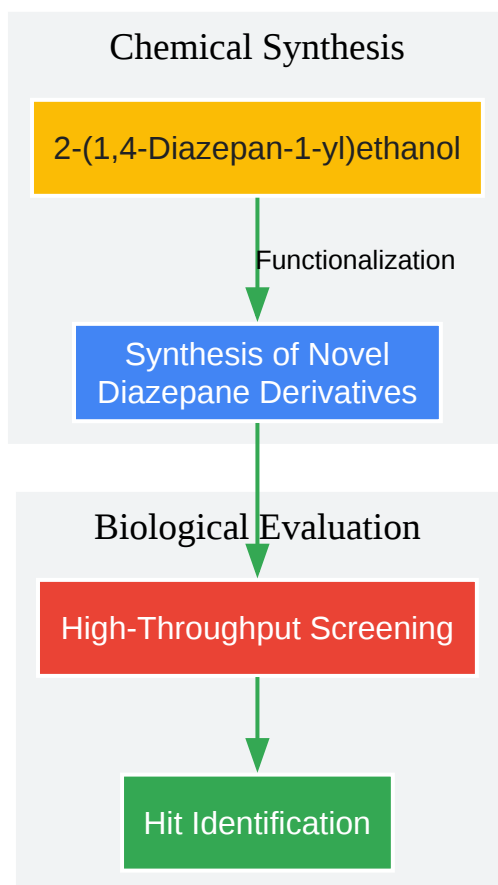 Chemical Synthesis
2-(1,4-Diazepan-1-yl)ethanol
Functionalization
Synthesis of Novel
Diazepane Derivatives
Biological Evaluation
High-Throughput Screening
Hit Identification